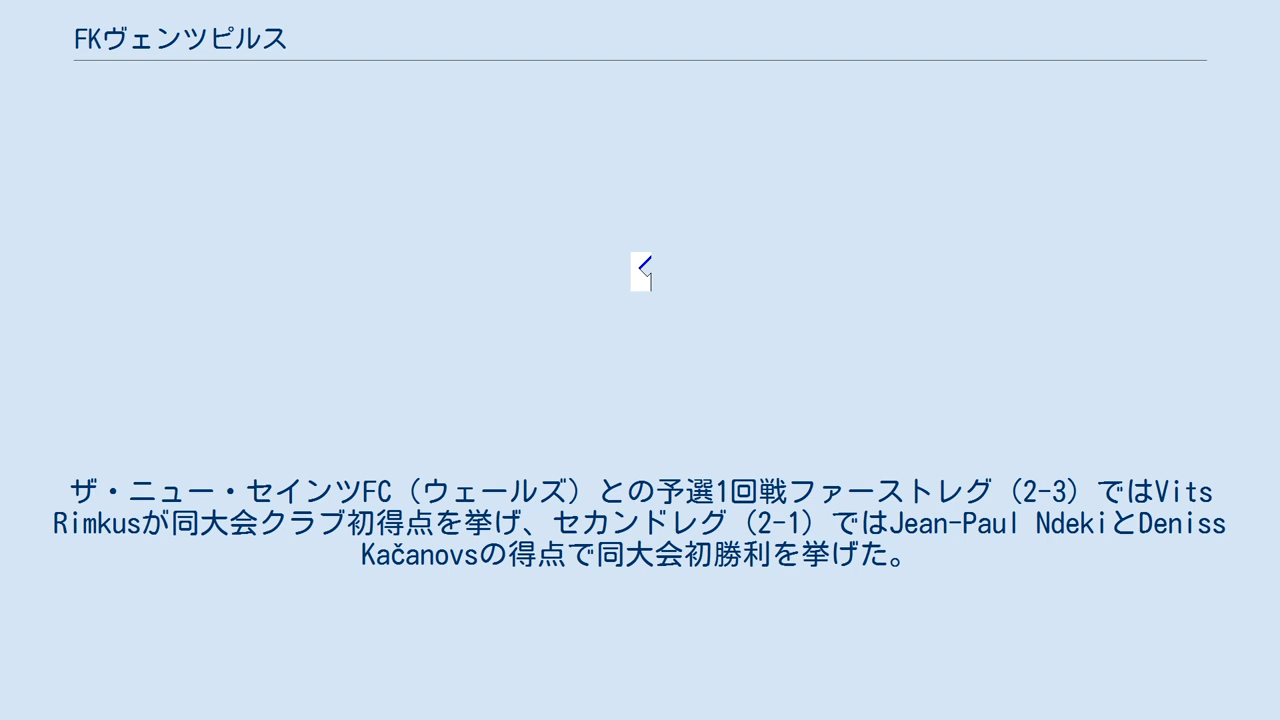 FKヴェンツピルス
ザ・ニュー・セインツFC（ウェールズ）との予選1回戦ファーストレグ（2-3）ではVits
Rimkusが同大会クラブ初得点を挙げ、セカンドレグ（2-1）ではJean-Paul NdekiとDeniss
Kačanovsの得点で同大会初勝利を挙げた。